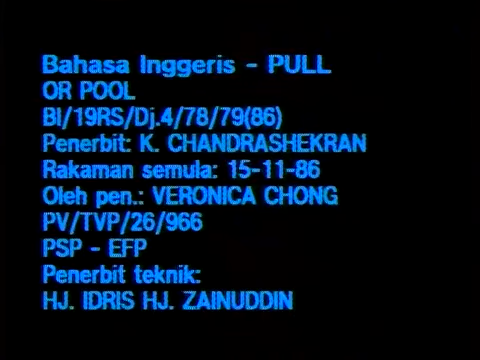 Bahasa Inggeris - PULL
OR POOL
BI/19RS/Dj.4/78/79(86)
Penerbit: K. CHANDRASHEKRAN
Rakaman semula: 15-11-86
Oleh pen.: VERONICA CHONG
PV/TVP/26/966
PSP - EFP
Penerbit teknik:
HJ. IDRIS HJ. ZAINUDDIN